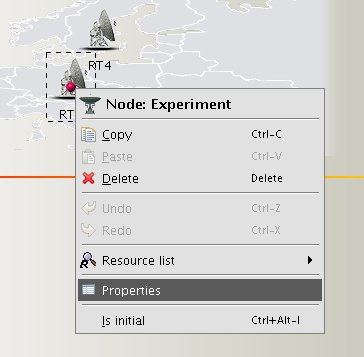 RT4
RT
Node: Experiment
Copy Ctrl-C
Paste Ctrl-V
Delete Delete
Undo Ctrl-Z
Redo Ctrl-X
Resource list
Properties
Is initial Ctrl+Alt-I